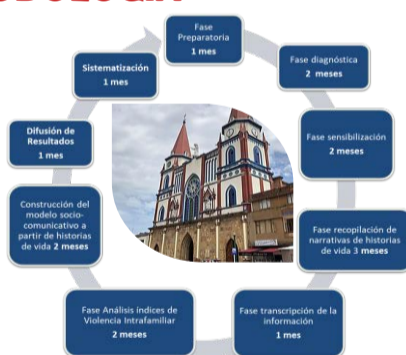 Fase
Preparatoria
1 mes
Fase diagnóstica
2 meses
Fase sensibilización
2 meses
Fase recopilación de
narrativas de historias
de vida 3 meses
Fase transcripción de la
información
1 mes
Fase Análisis índices de
Violencia Intrafamiliar
2 meses
Construcción del
modelo socio-
comunicativo a
partir de historias
de vida 2 meses
Difusión de
Resultados
1 mes
Sistematización
1 mes